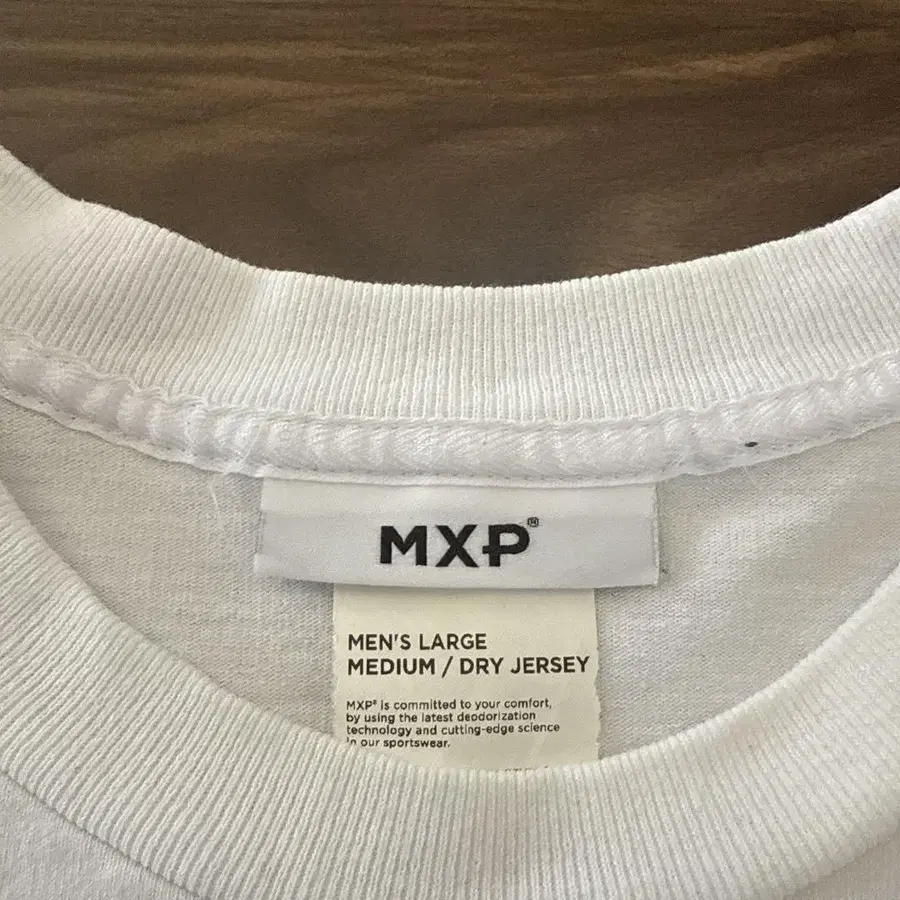 MXP®
MEN'S LARGE
MEDIUM / DRY JERSEY
MXP® is committed to your comfort,
by using the latest deodorization
technology and cutting-edge science
in our sportswear.